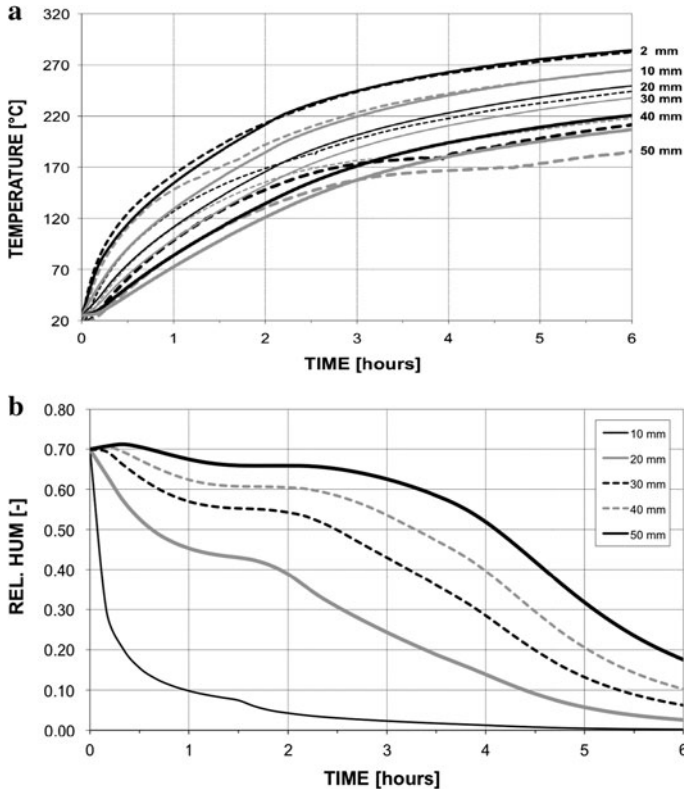 a
TEMPERATURE [°C]
320
270
220
170
120
70
20
0 1 2 3 4 5 6
TIME [hours]
2 mm
10 mm
20 mm
30 mm
40 mm
50 mm
b
REL. HUM [-]
0.80
0.70
0.60
0.50
0.40
0.30
0.20
0.10
0.00
0 1 2 3 4 5 6
TIME [hours]
10 mm
20 mm
30 mm
40 mm
50 mm